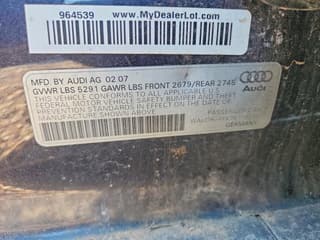 964539
www.MyDealerLot.com
MFD. BY AUDI AG 02.07
GVWR LBS 5291 GAWR LBS FRONT 2679/REAR 2745
THIS VEHICLE CONFORMS TO ALL APPLICABLE U.S.
FEDERAL MOTOR VEHICLE SAFETY BUMPER AND THEFT
PREVENTION STANDARDS IN EFFECT ON THE DATE OF
MANUFACTURE SHOWN ABOVE
Audi
PASSENGER
GERMANY